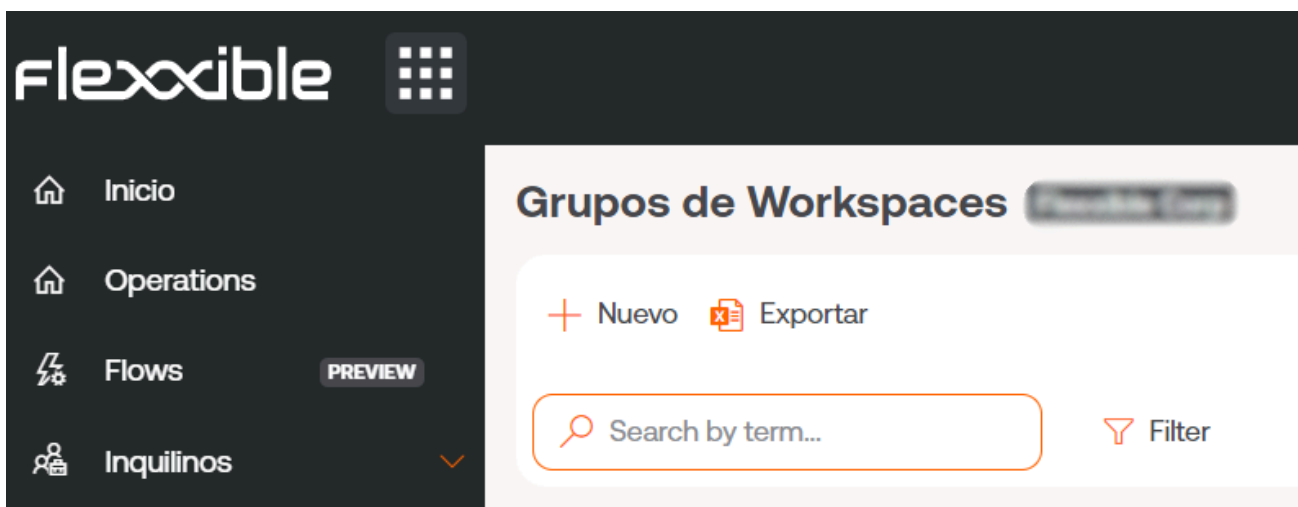 Flexxible
Inicio
Operations
Flows PREVIEW
Inquilinos
Grupos de Workspaces
Nuevo Exportar
Search by term...
Filter